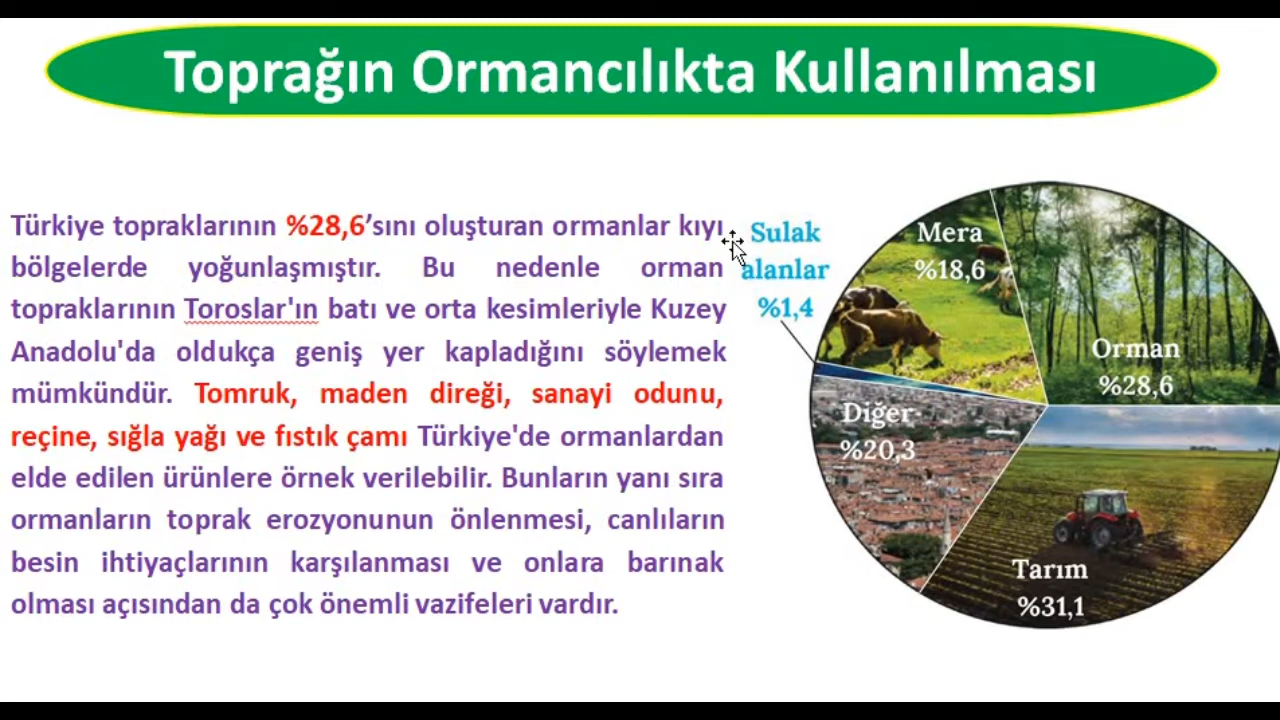 Toprağın Ormancılıkta Kullanılması
Türkiye topraklarının %28,6’sını oluşturan ormanlar kıyı
bölgelerde yoğunlaşmıştır. Bu nedenle orman
topraklarının Toroslar'ın batı ve orta kesimleriyle Kuzey
Anadolu'da oldukça geniş yer kapladığını söylemek
mümkündür. Tomruk, maden direği, sanayi odunu,
reçine, sığla yağı ve fıstık çamı Türkiye'de ormanlardan
elde edilen ürünlere örnek verilebilir. Bunların yanı sıra
ormanların toprak erozyonunun önlenmesi, canlıların
besin ihtiyaçlarının karşılanması ve onlara barınak
olması açısından da çok önemli vazifeleri vardır.
Sulak
alanlar
%1,4
Mera
%18,6
Orman
%28,6
Diğer
%20,3
Tarım
%31,1